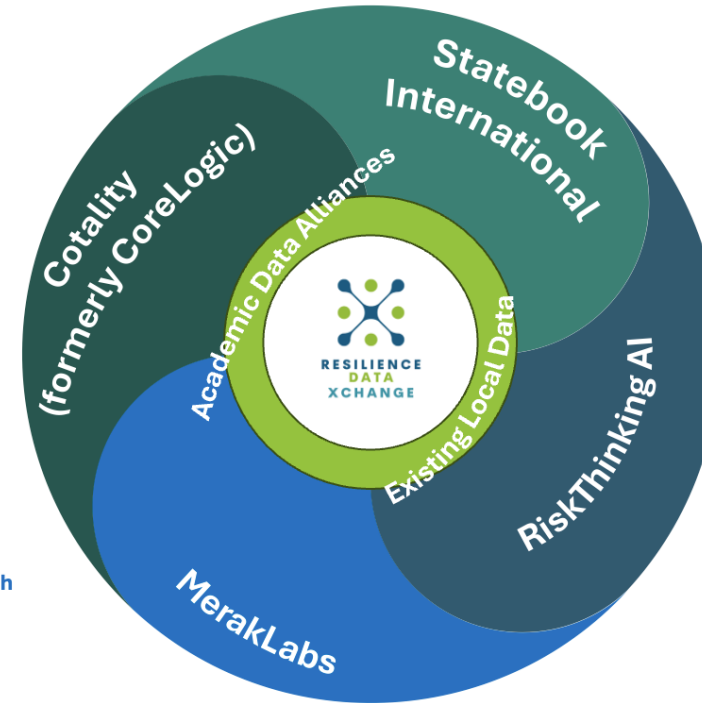 Statebook
International
Cotality
(formerly CoreLogic)
Academic Data Alliances
RESILIENCE
DATA
XCHANGE
Existing Local Data
RiskThinking AI
h
MerakLabs